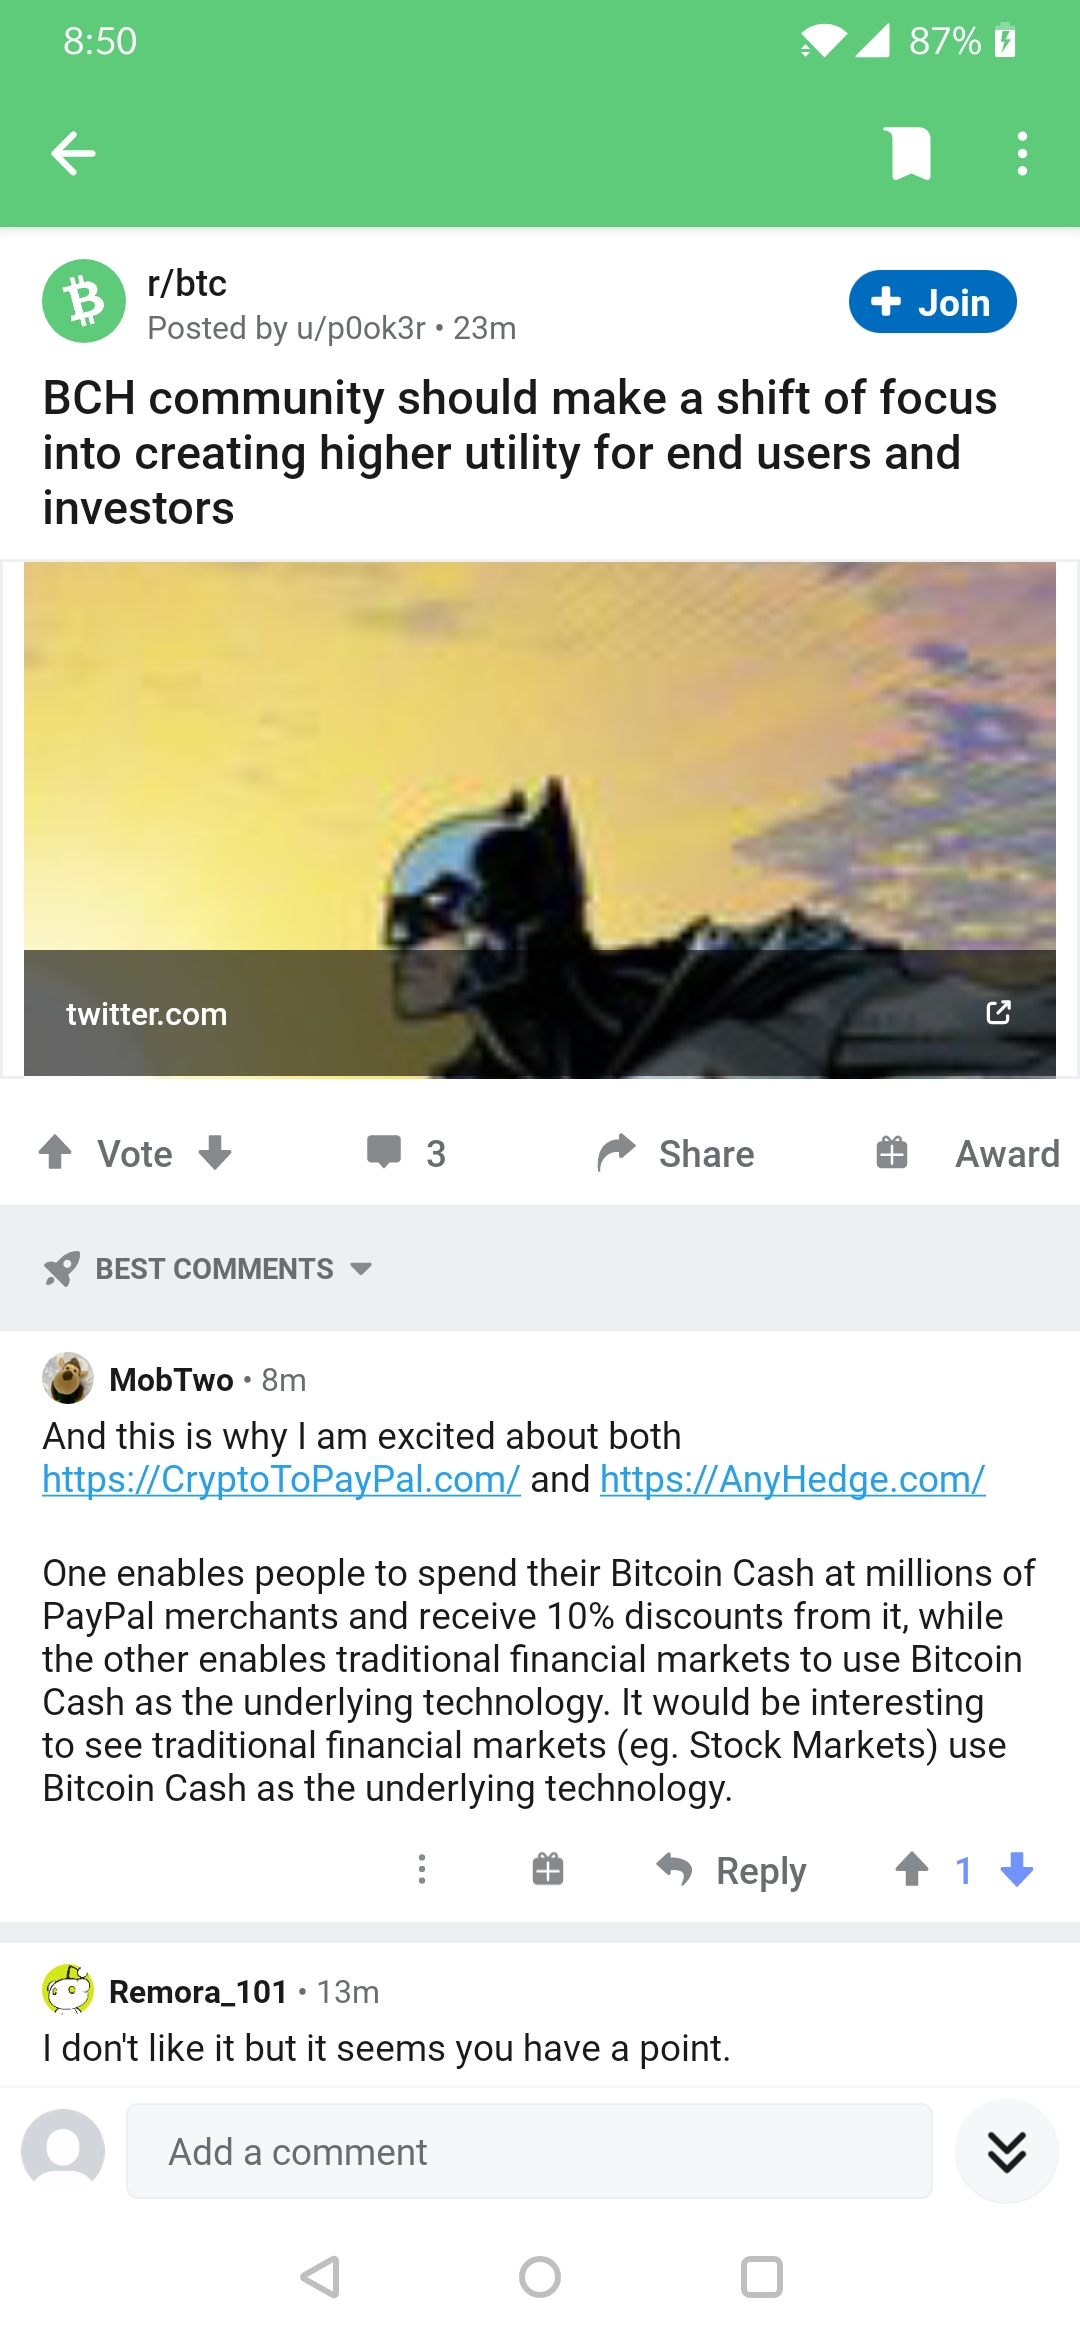 8:50
87%
r/btc
Posted by u/p0ok3r • 23m
Join
BCH community should make a shift of focus
into creating higher utility for end users and
investors
twitter.com
Vote
3
Share
Award
BEST COMMENTS
MobTwo • 8m
And this is why I am excited about both
https://CryptoToPayPal.com/ and https://AnyHedge.com/
One enables people to spend their Bitcoin Cash at millions of
PayPal merchants and receive 10% discounts from it, while
the other enables traditional financial markets to use Bitcoin
Cash as the underlying technology. It would be interesting
to see traditional financial markets (eg. Stock Markets) use
Bitcoin Cash as the underlying technology.
Reply
1
Remora_101 • 13m
I don't like it but it seems you have a point.
Add a comment